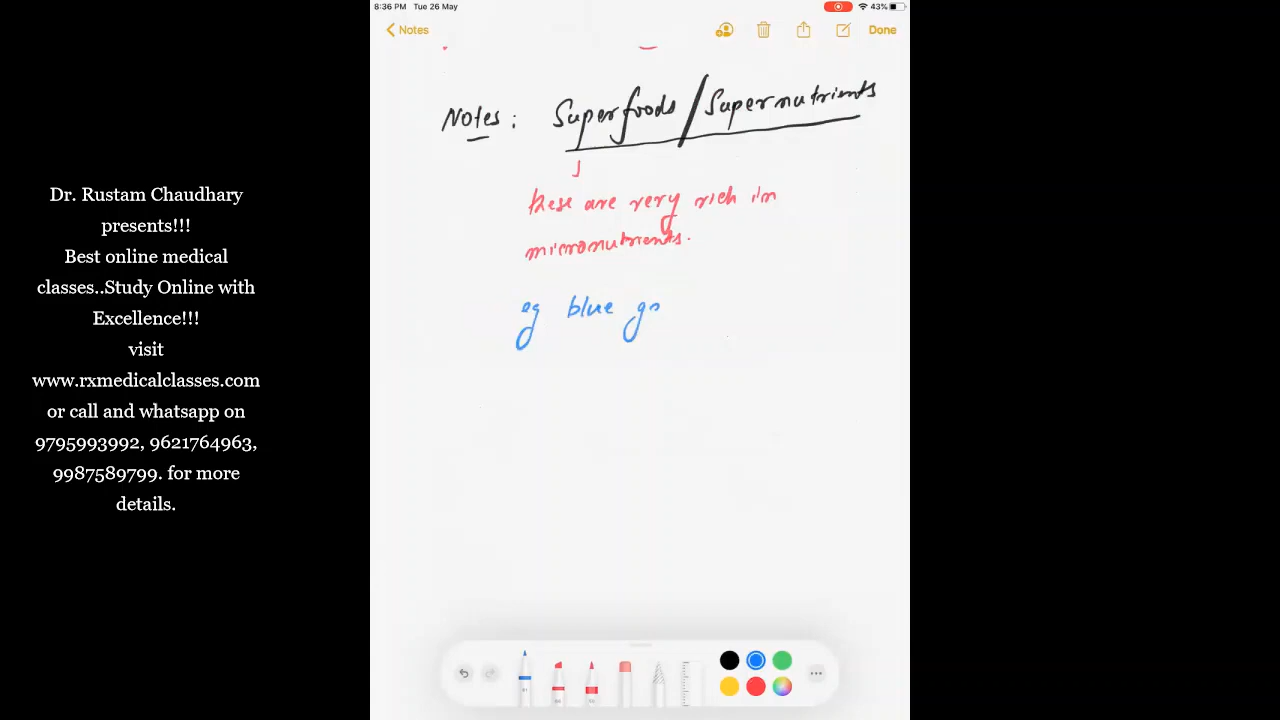 8:36 PM Tue 26 May
43%
Notes
Done
Notes : Superfoods / Supernutrients
these are very rich in
micronutrients.
eg blue
Dr. Rustam Chaudhary
presents!!!
Best online medical
classes..Study Online with
Excellence!!!
visit
www.rxmedicalclasses.com
or call and whatsapp on
9795993992, 9621764963,
9987589799. for more
details.